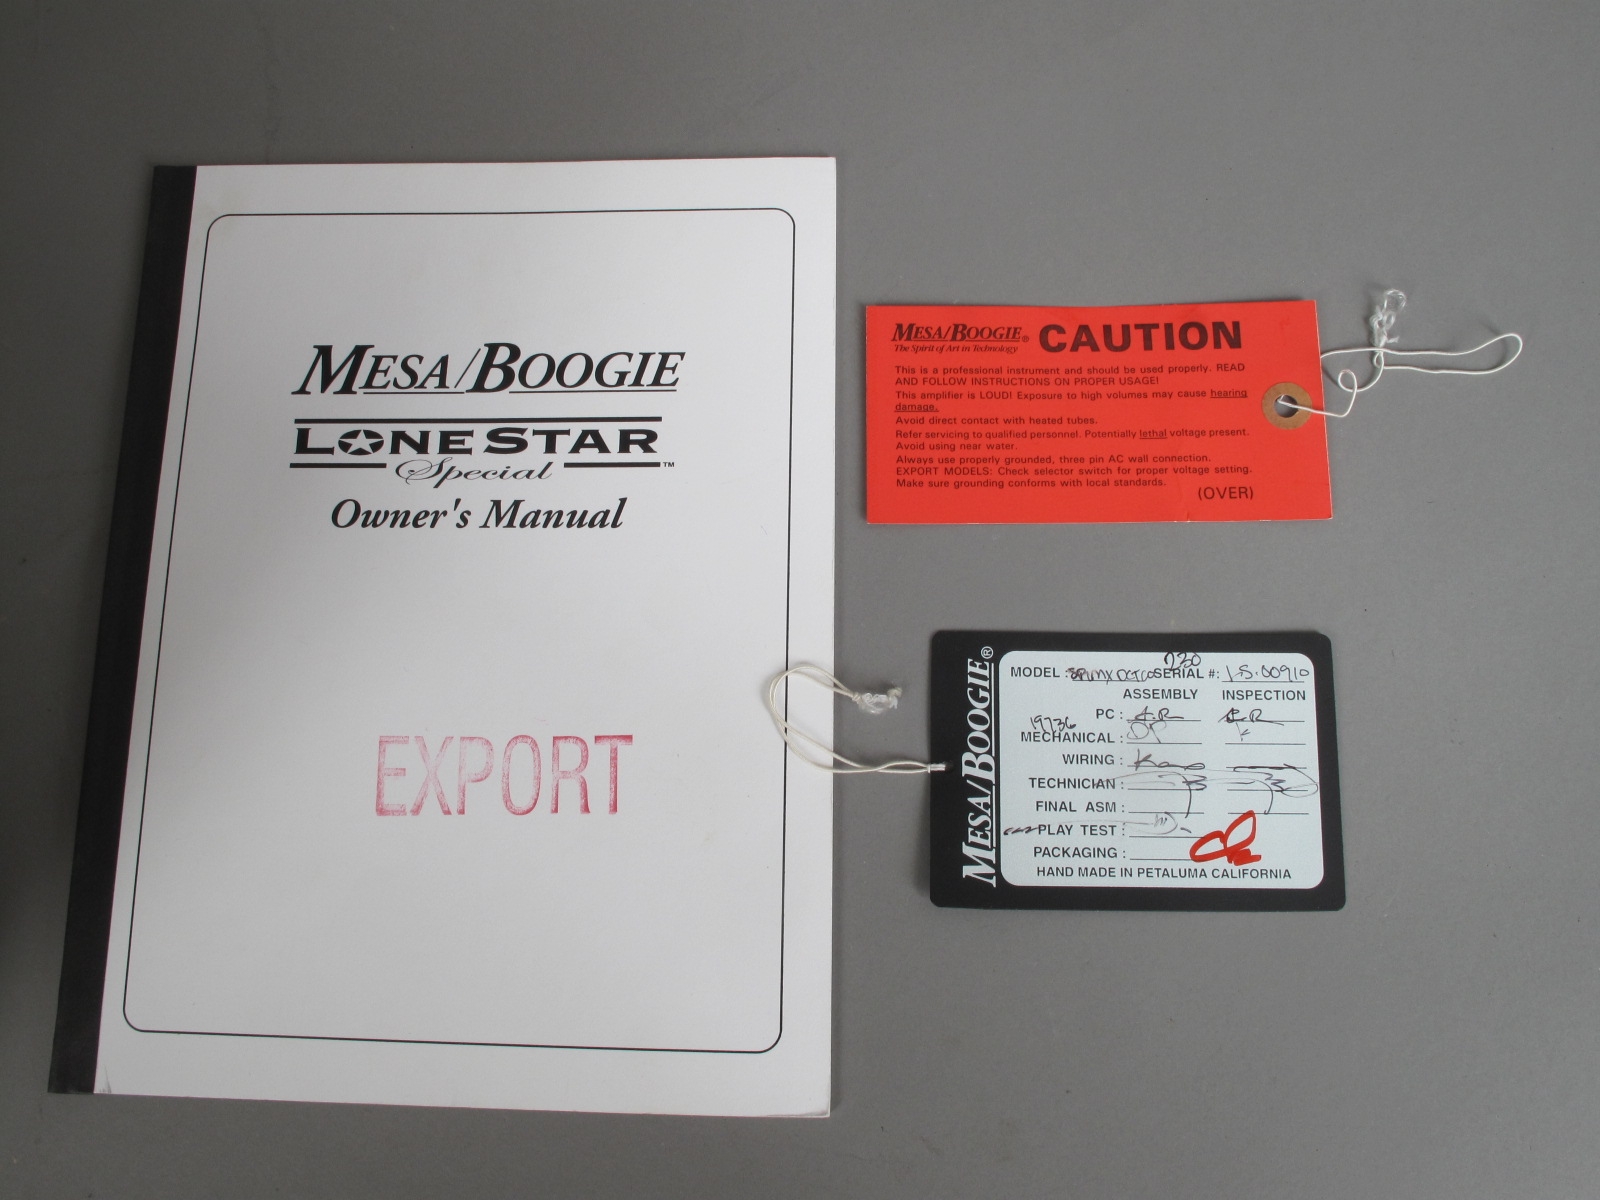 MESA/BOOGIE
LONE STAR
Special ™
Owner's Manual
EXPORT
MESA/BOOGIE® CAUTION
The Spirit of Art in Technology
This is a professional instrument and should be used properly. READ
AND FOLLOW INSTRUCTIONS ON PROPER USAGE!
This amplifier is LOUD! Exposure to high volumes may cause hearing
damage.
Avoid direct contact with heated tubes.
Refer servicing to qualified personnel. Potentially lethal voltage present.
Avoid using near water.
Always use properly grounded, three pin AC wall connection.
EXPORT MODELS: Check selector switch for proper voltage setting.
Make sure grounding conforms with local standards.
(OVER)
MESA/BOOGIE®
230
MODEL : SERIAL #: LS-00910
ASSEMBLY INSPECTION
PC :
19736
MECHANICAL : DP
WIRING :
TECHNICIAN :
FINAL ASM :
PLAY TEST :
PACKAGING :
HAND MADE IN PETALUMA CALIFORNIA